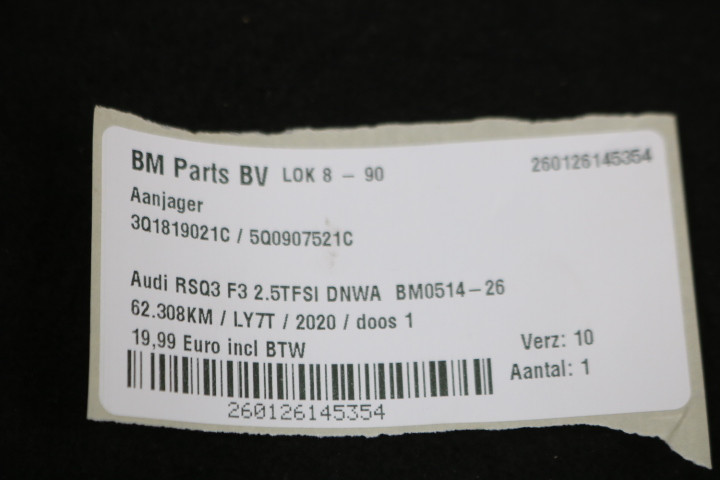 BM Parts BV LOK 8 - 90 260126145354
Aanjager
3Q1819021C / 5Q0907521C
Audi RSQ3 F3 2.5TFSI DNWA BM0514-26
62.308KM / LY7T / 2020 / doos 1
19,99 Euro incl BTW Verz: 10
Aantal: 1
260126145354